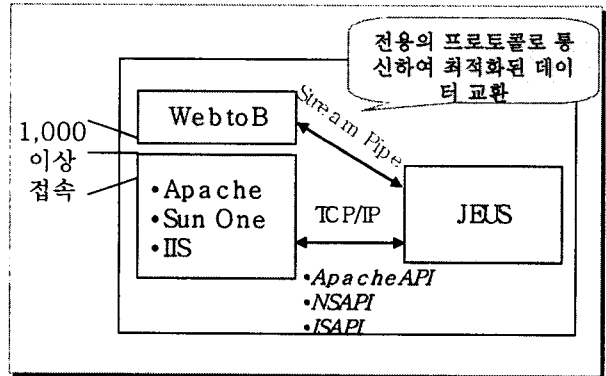 전용의 프로토콜로 통
신하여 최적화된 데이
터 교환
WebtoB
Stream Pipe
1,000
이상
접속
•Apache
•Sun One
•IIS
TCP/IP
JEUS
•ApacheAPI
•NSAPI
•ISAPI